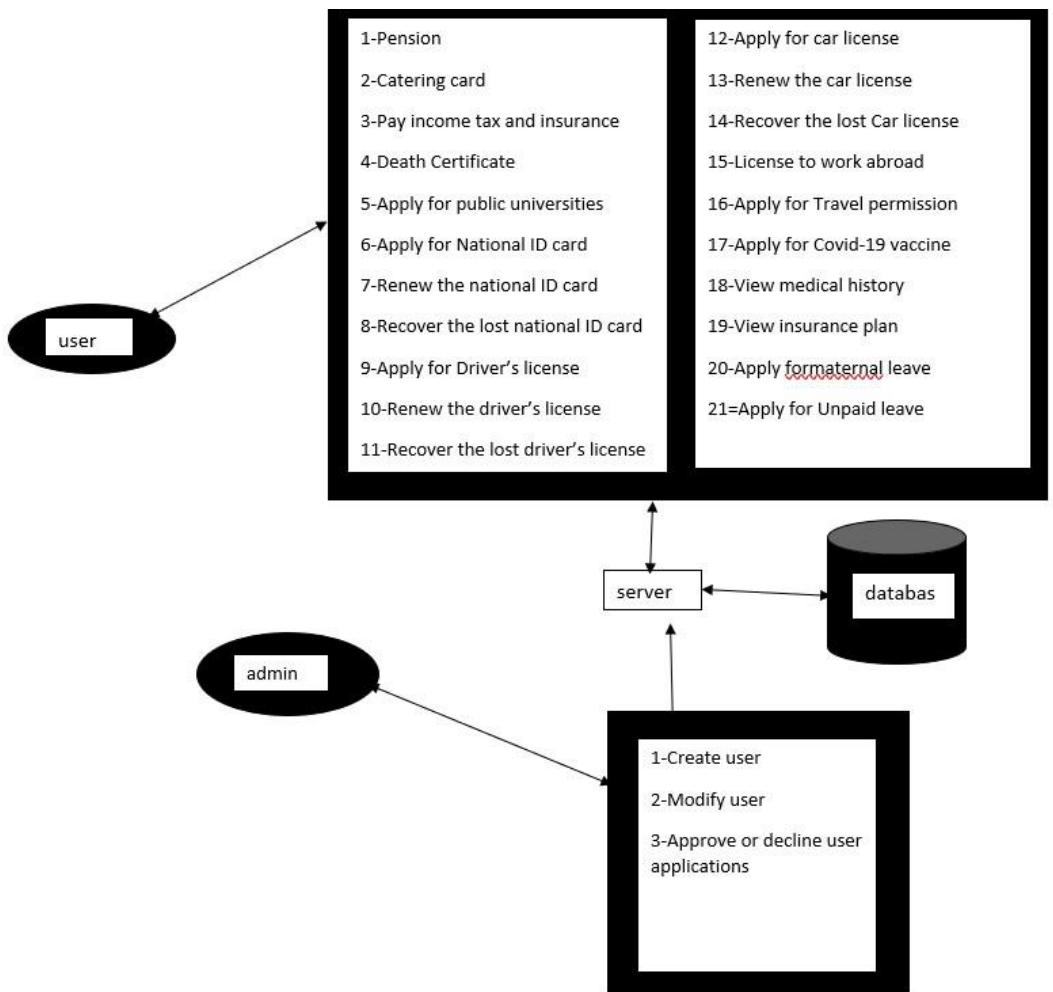 1-Pension
2-Catering card
3-Pay income tax and insurance
4-Death Certificate
5-Apply for public universities
6-Apply for National ID card
7-Renew the national ID card
8-Recover the lost national ID card
9-Apply for Driver’s license
10-Renew the driver’s license
11-Recover the lost driver’s license
12-Apply for car license
13-Renew the car license
14-Recover the lost Car license
15-License to work abroad
16-Apply for Travel permission
17-Apply for Covid-19 vaccine
18-View medical history
19-View insurance plan
20-Apply formaternal leave
21=Apply for Unpaid leave
user
server
databas
admin
1-Create user
2-Modify user
3-Approve or decline user
applications